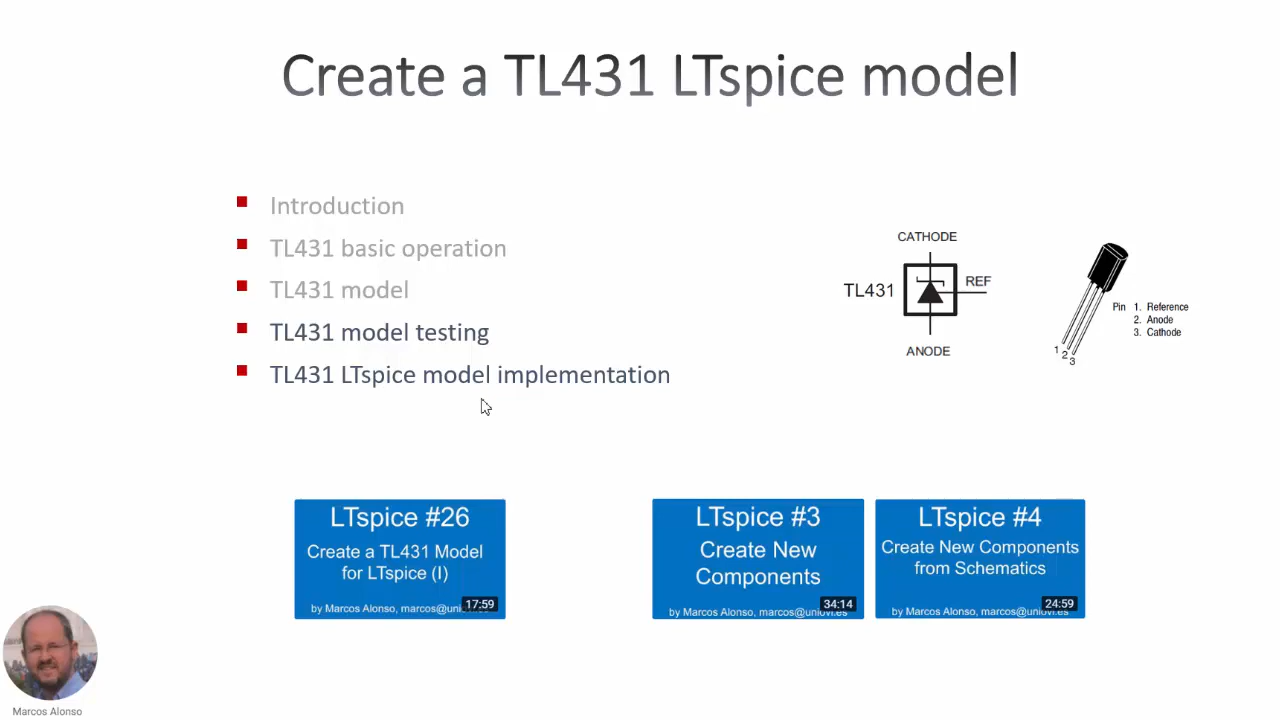 Create a TL431 LTspice model
Introduction
TL431 basic operation
TL431 model
TL431 model testing
TL431 LTspice model implementation
CATHODE
TL431
REF
ANODE
Pin 1. Reference
2. Anode
3. Cathode
1
2
3
LTspice #26
Create a TL431 Model
for LTspice (I)
17:59
by Marcos Alonso,
LTspice #3
Create New
Components
34:14
by Marcos Alonso, marcos@uniovi.es
LTspice #4
Create New Components
from Schematics
24:59
by Marcos Alonso, marcos@uniovi.es
Marcos Alonso